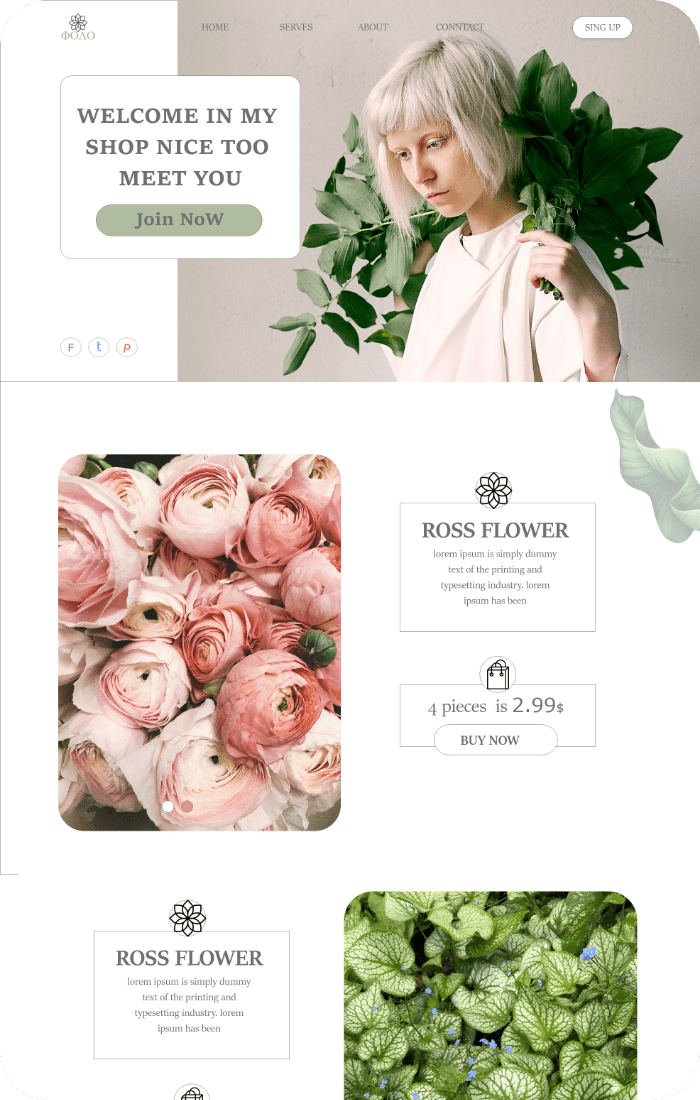 ФОЛО
HOME
SERVES
ABOUT
CONNTACT
SING UP
WELCOME IN MY
SHOP NICE TOO
MEET YOU
Join NoW
F
t
p
ROSS FLOWER
lorem ipsum is simply dummy
text of the printing and
typesetting industry. lorem
ipsum has been
4 pieces is 2.99$
BUY NOW
ROSS FLOWER
lorem ipsum is simply dummy
text of the printing and
typesetting industry. lorem
ipsum has been